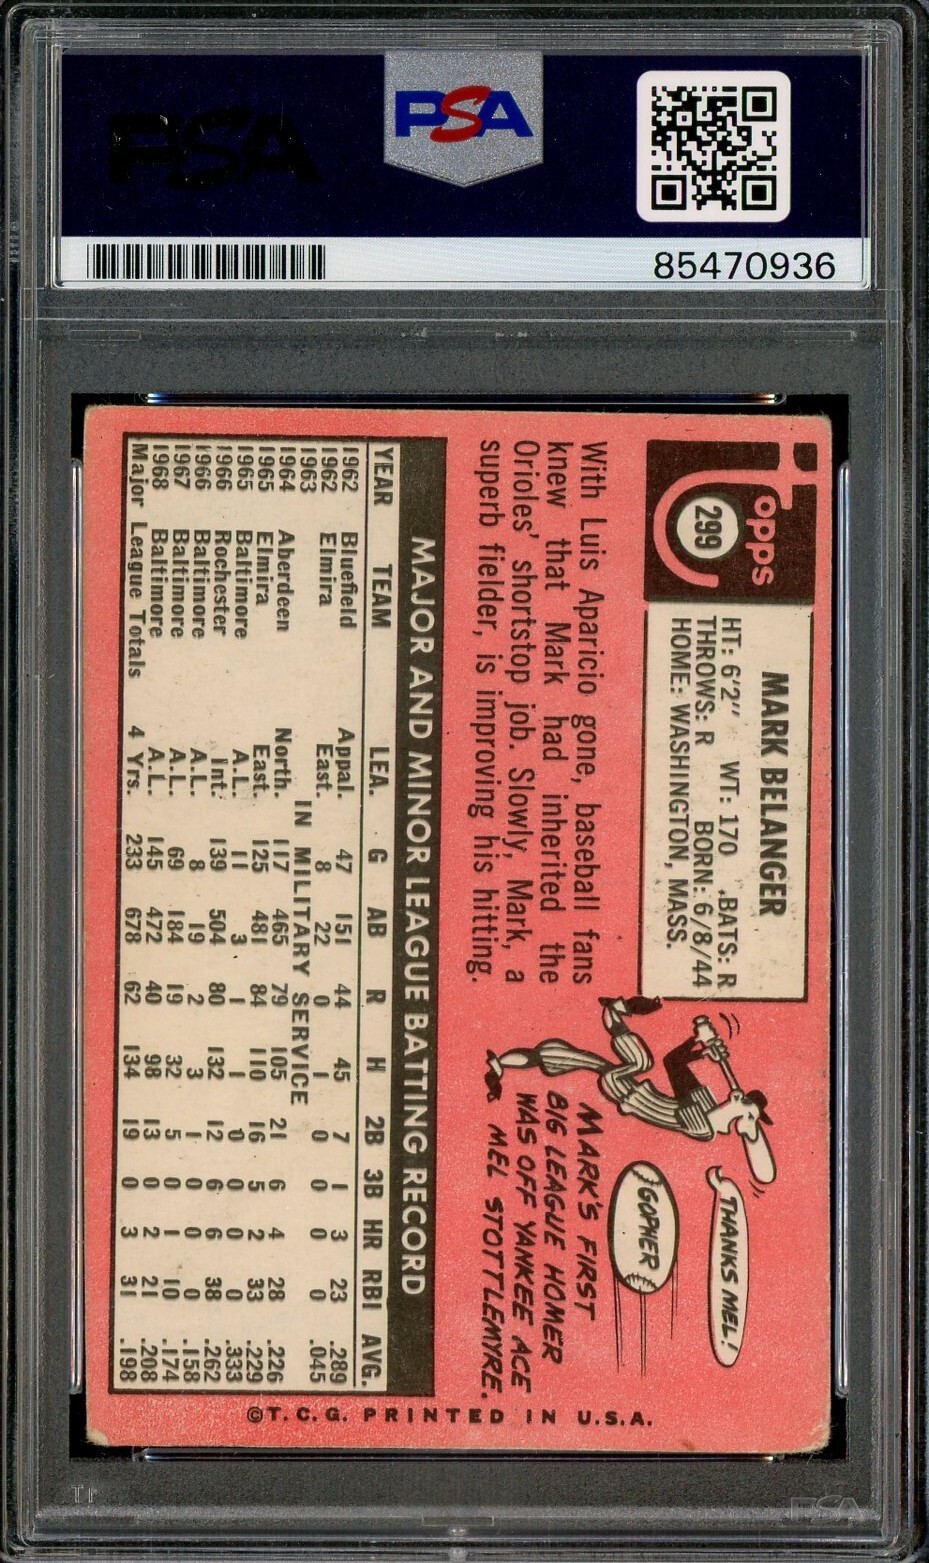 PSA
PSA
85470936
Topps
299
MARK BELANGER
HT: 6'2" WT: 170 BATS: R
THROWS: R BORN: 6/8/44
HOME: WASHINGTON, MASS.
With Luis Aparicio gone, baseball fans
knew that Mark had inherited the
Orioles' shortstop job. Slowly, Mark, a
superb fielder, is improving his hitting.
THANKS MEL!
GOPHER
MARK'S FIRST
BIG LEAGUE HOMER
WAS OFF YANKEE ACE
MEL STOTTLEMYRE.
MAJOR AND MINOR LEAGUE BATTING RECORD
YEAR TEAM LEA. G AB R H 2B 3B HR RBI AVG.
1962 Bluefield Appal. 47 151 44 45 7 1 3 23 .289
1962 Elmira East. 8 22 0 1 0 0 0 0 .045
1963 IN MILITARY SERVICE
1964 Aberdeen North. 117 465 79 105 21 6 4 28 .226
1965 Elmira East. 125 481 84 110 16 5 2 33 .229
1965 Baltimore A.L. 11 3 1 1 0 0 0 0 .333
1966 Rochester Int. 139 504 80 132 12 6 6 38 .262
1966 Baltimore A.L. 8 19 2 3 1 0 0 0 .158
1967 Baltimore A.L. 69 184 19 32 5 0 1 10 .174
1968 Baltimore A.L. 145 472 40 98 13 0 2 21 .208
Major League Totals 4 Yrs. 233 678 62 134 19 0 3 31 .198
©T.C.G. PRINTED IN U.S.A.
PSA